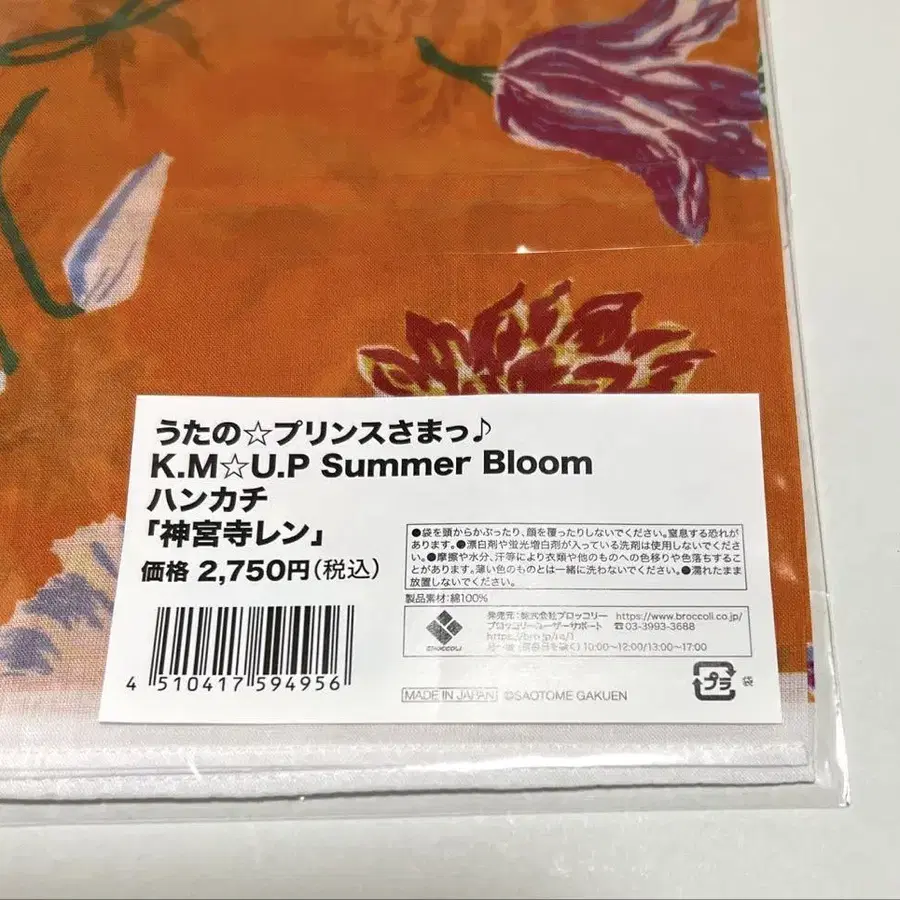 うたの☆プリンスさまっ♪
K.M☆U.P Summer Bloom
ハンカチ
「神宮寺レン」
価格 2,750円(税込)
●袋を頭からかぶったり、顔を覆ったりしないでください。窒息する恐れが
あります。●漂白剤や蛍光増白剤が入っている洗剤は使用しないでくださ
い。●摩擦や水分、汗等により衣類や他のものへの色移りや色落ちするこ
とがあります。薄い色のものとは一緒に洗わないでください。●濡れたまま
放置しないでください。
製品素材:綿100%
BROCCOLI
発売元:株式会社ブロッコリー https://www.broccoli.co.jp/
ブロッコリーユーザーサポート ☎03-3993-3688
10:00〜12:00/13:00〜17:00
4 510417 594956
MADE IN JAPAN ©SAOTOME GAKUEN
プラ 袋